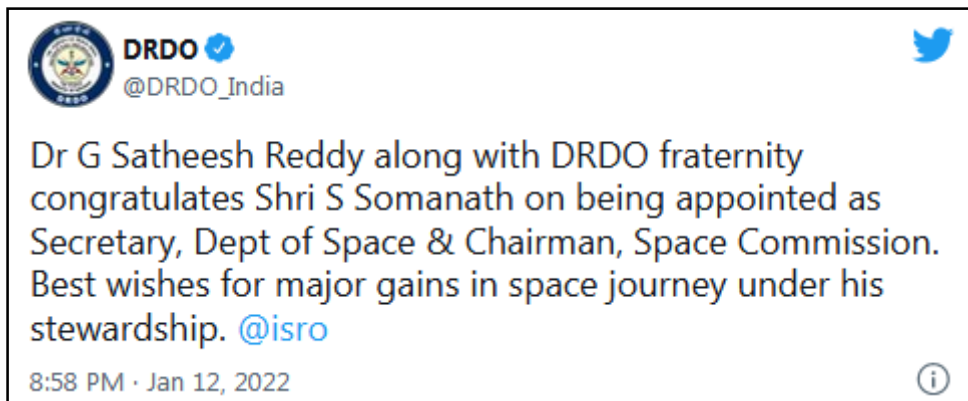 DRDO
@DRDO_India
Dr G Satheesh Reddy along with DRDO fraternity
congratulates Shri S Somanath on being appointed as
Secretary, Dept of Space & Chairman, Space Commission.
Best wishes for major gains in space journey under his
stewardship. @isro
8:58 PM · Jan 12, 2022